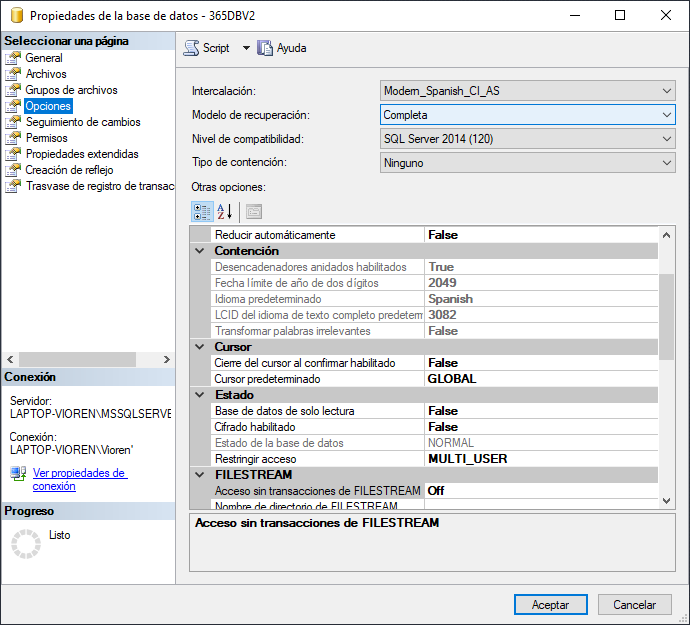 Propiedades de la base de datos - 365DBV2
Seleccionar una página
General
Archivos
Grupos de archivos
Opciones
Seguimiento de cambios
Permisos
Propiedades extendidas
Creación de reflejo
Trasvase de registro de transac
Conexión
Servidor:
LAPTOP-VIOREN\MSSQLSERVE
Conexión:
LAPTOP-VIOREN\Vioren'
Ver propiedades de
conexión
Progreso
Listo
Script Ayuda
Intercalación: Modern_Spanish_CI_AS
Modelo de recuperación: Completa
Nivel de compatibilidad: SQL Server 2014 (120)
Tipo de contención: Ninguno
Otras opciones:
Reducir automáticamente False
Contención
Desencadenadores anidados habilitados True
Fecha límite de año de dos dígitos 2049
Idioma predeterminado Spanish
LCID del idioma de texto completo predeterm 3082
Transformar palabras irrelevantes False
Cursor
Cierre del cursor al confirmar habilitado False
Cursor predeterminado GLOBAL
Estado
Base de datos de solo lectura False
Cifrado habilitado False
Estado de la base de datos NORMAL
Restringir acceso MULTI_USER
FILESTREAM
Acceso sin transacciones de FILESTREAM Off
Nombre de directorio de FILESTREAM
Acceso sin transacciones de FILESTREAM
Aceptar Cancelar